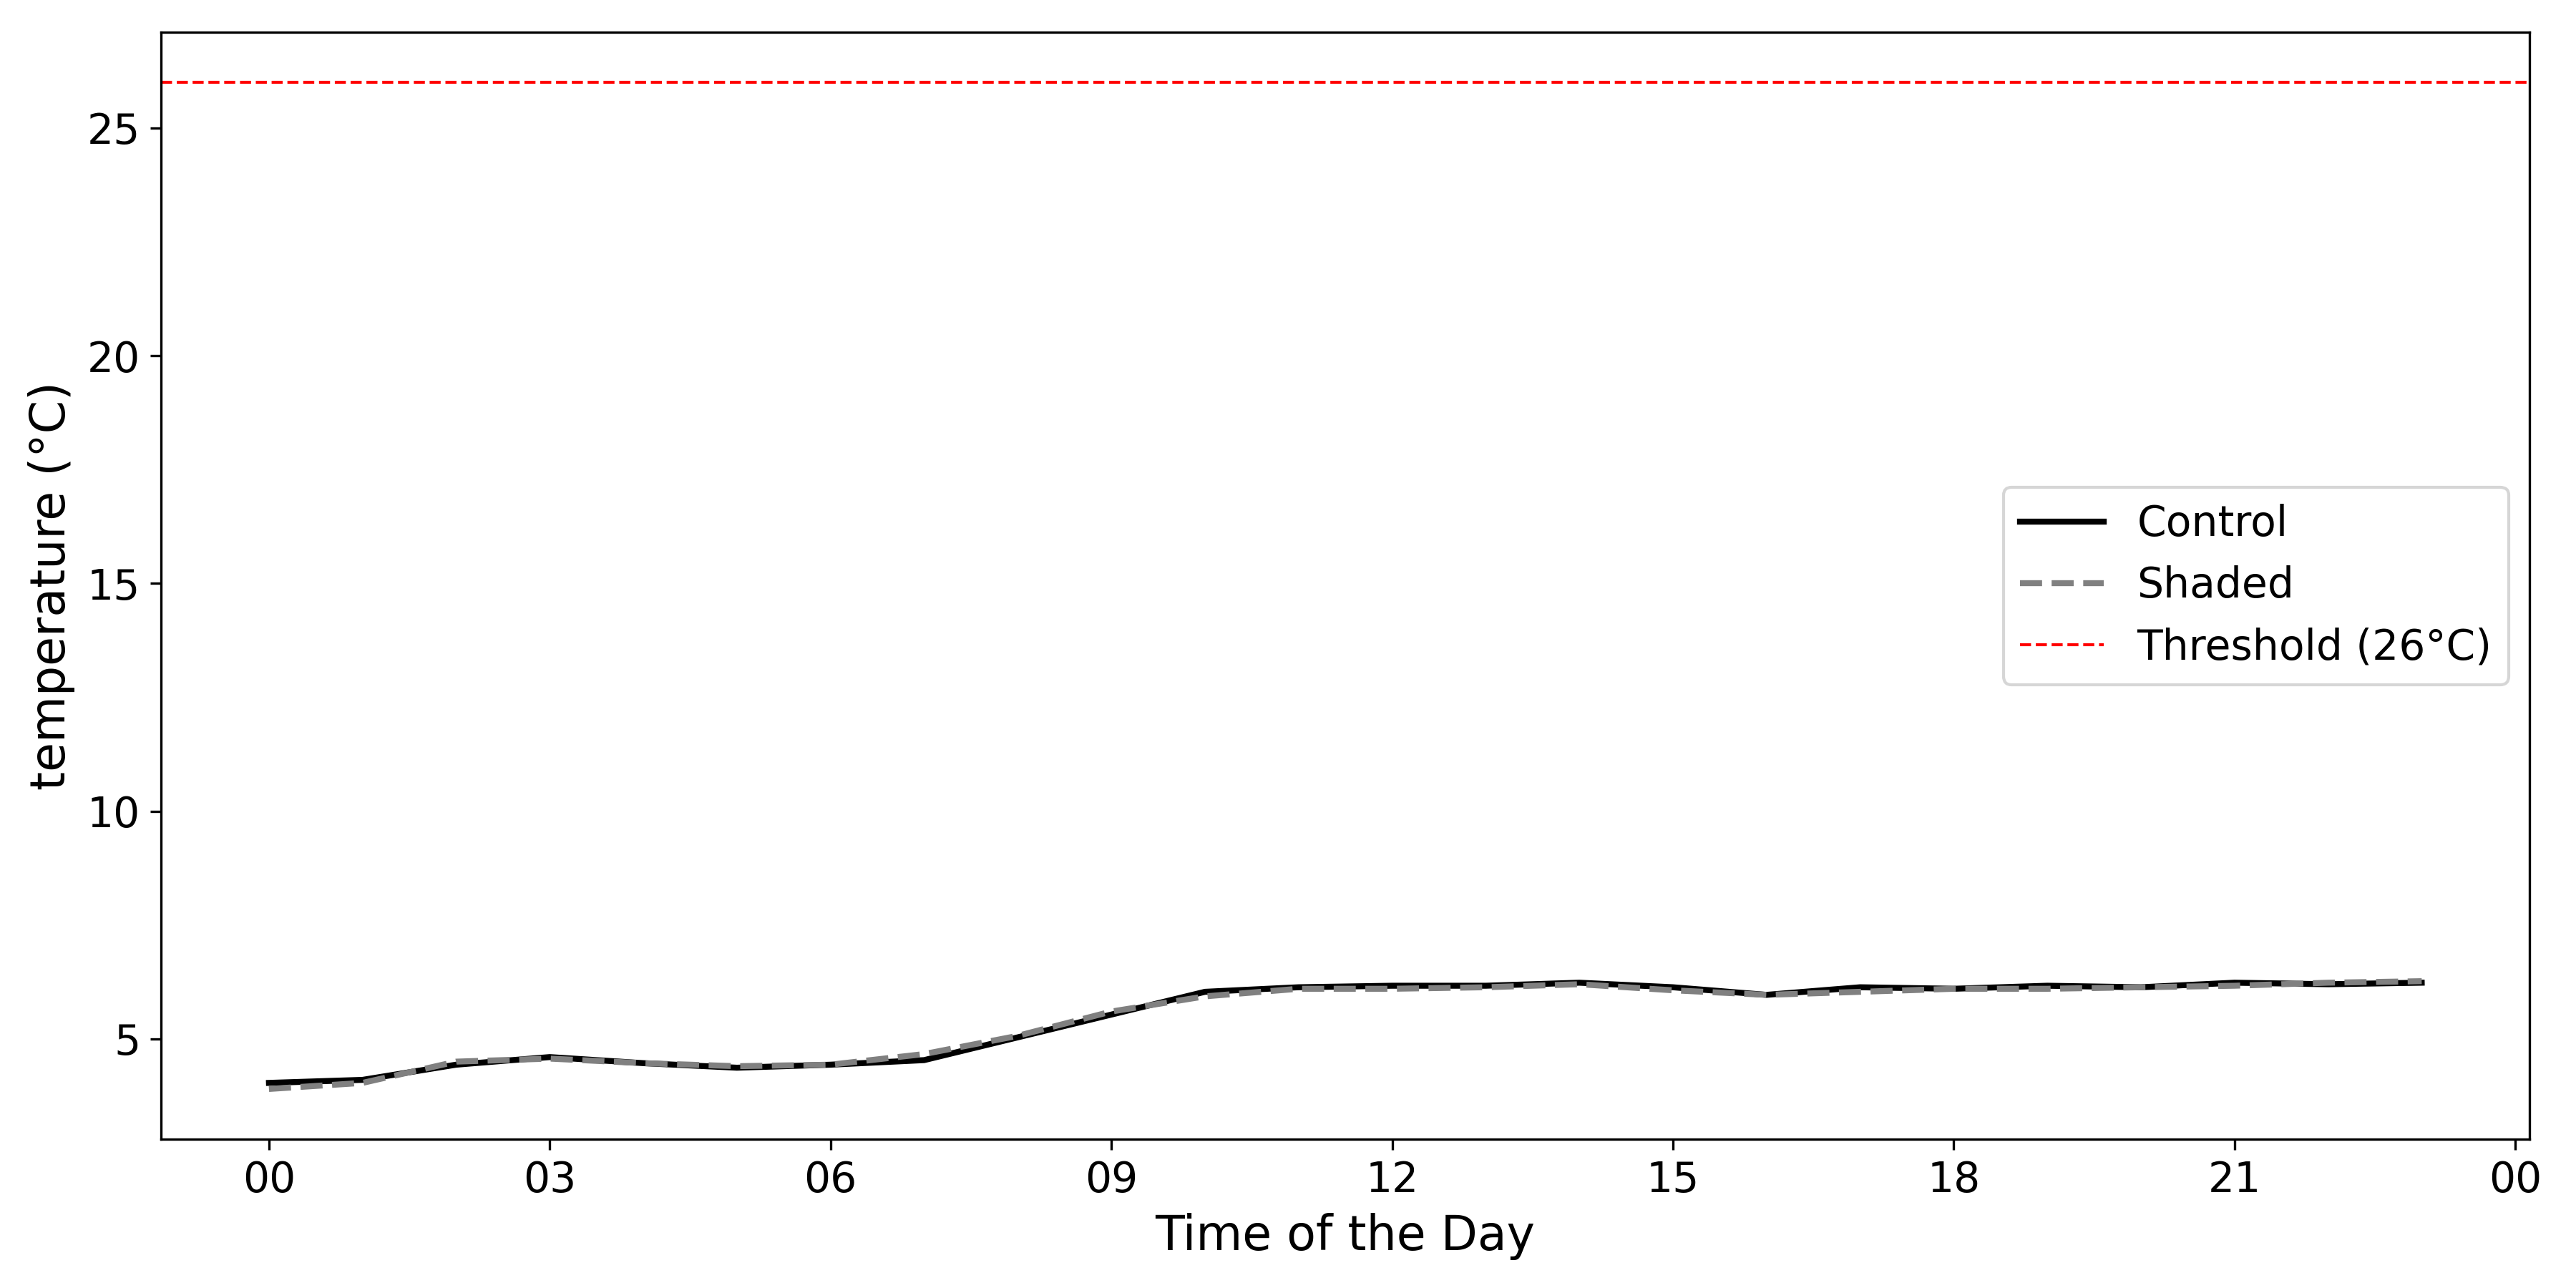 temperature (°C)
25
20
15
10
5
Control
Shaded
Threshold (26°C)
00 03 06 09 12 15 18 21 00
Time of the Day